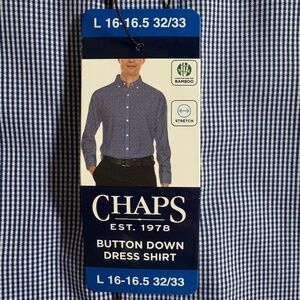 L 16-16.5 32/33
BAMBOO
STRETCH
CHAPS
EST. 1978
BUTTON DOWN
DRESS SHIRT
L 16-16.5 32/33